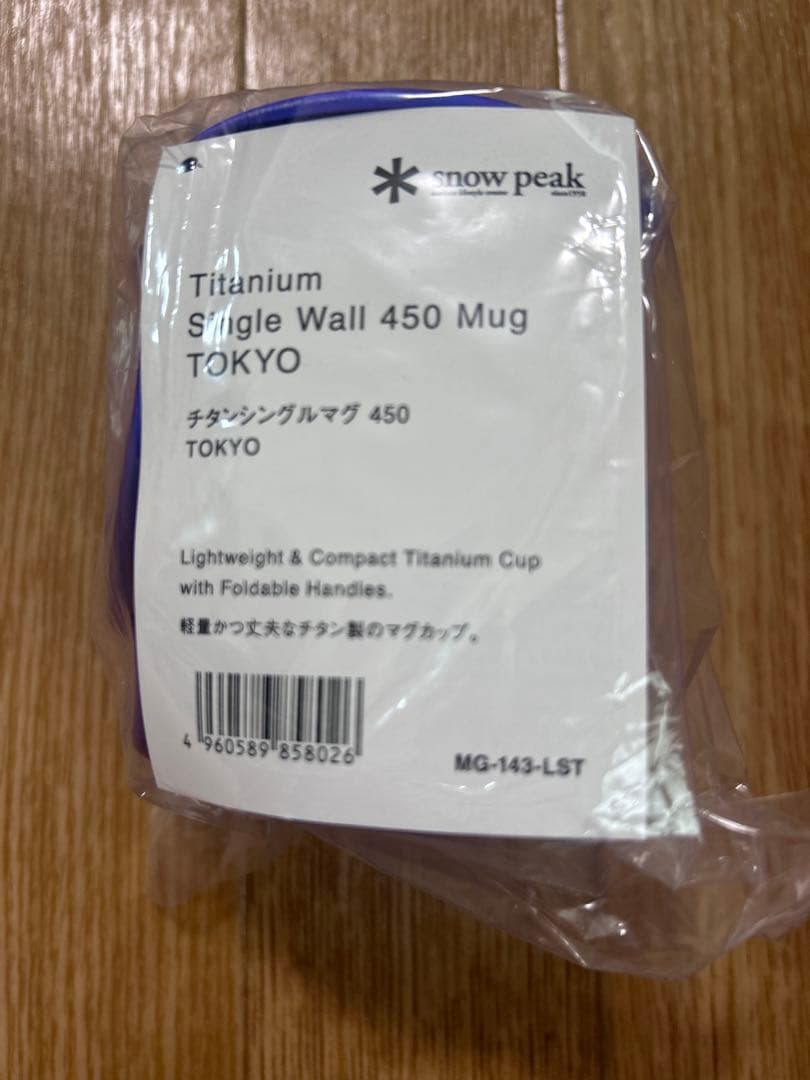 snow peak
Titanium
Single Wall 450 Mug
TOKYO
チタンシングルマグ 450
TOKYO
Lightweight & Compact Titanium Cup
with Foldable Handles.
軽量かつ丈夫なチタン製のマグカップ。
4 960589 858026
MG-143-LST